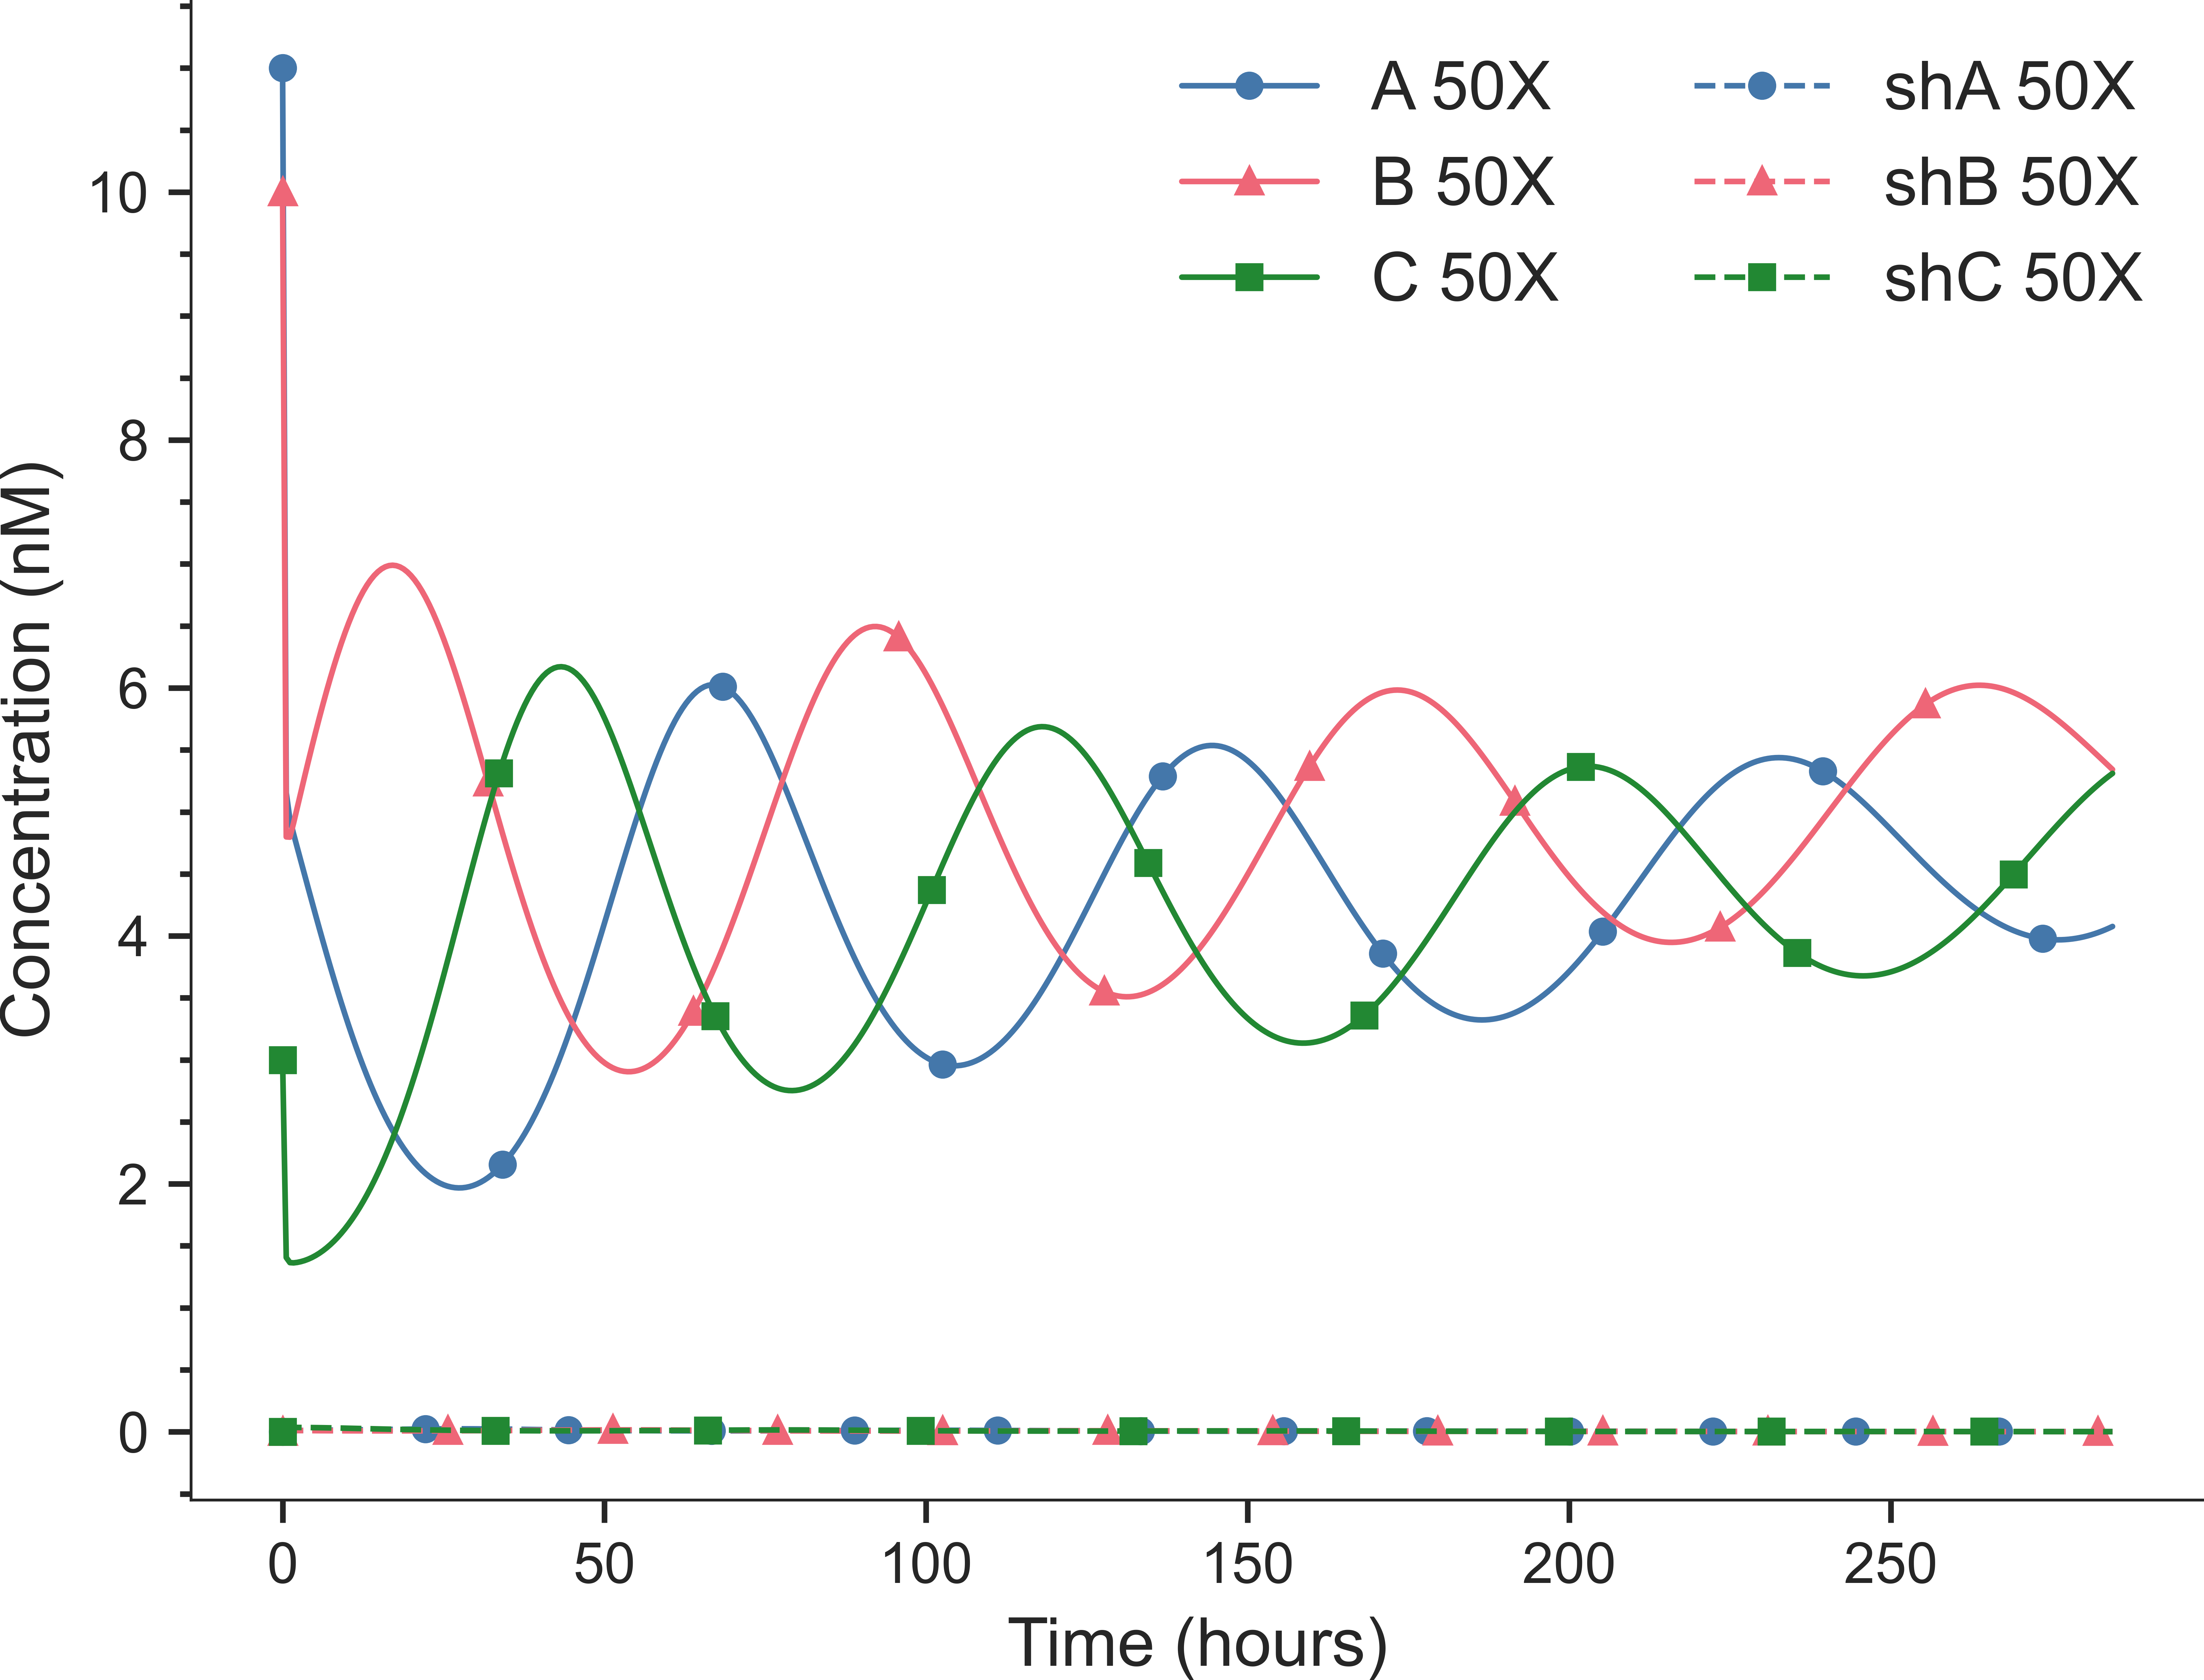 A 50X
B 50X
C 50X
shA 50X
shB 50X
shC 50X
Concentration (nM)
10
8
6
4
2
0
0 50 100 150 200 250
Time (hours)